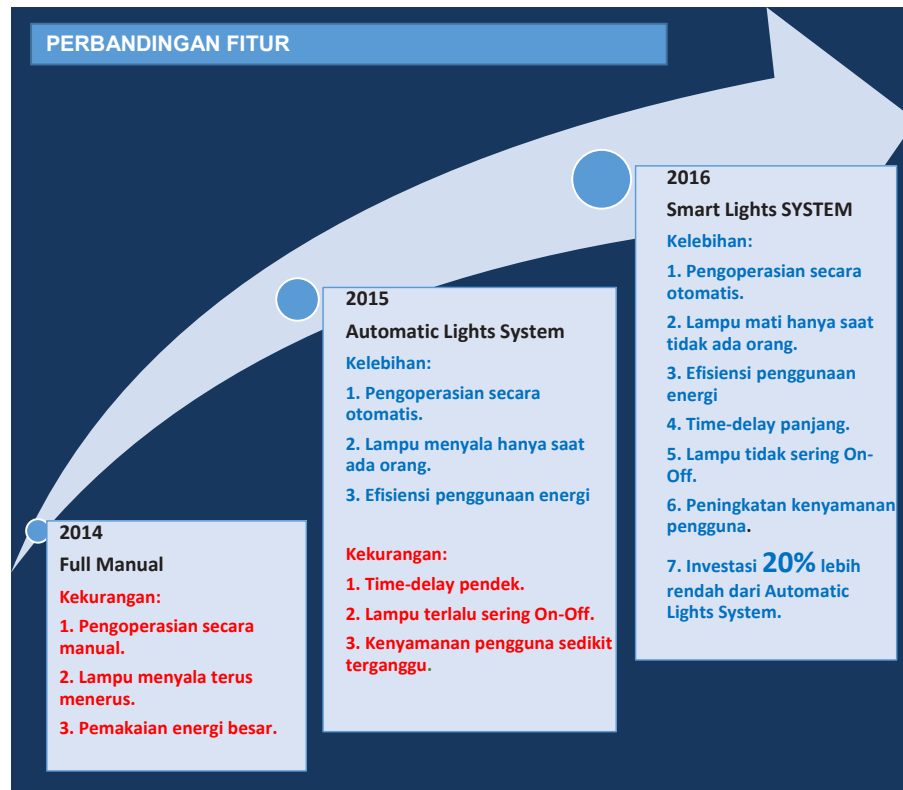 PERBANDINGAN FITUR
2014
Full Manual
Kekurangan:
1. Pengoperasian secara
manual.
2. Lampu menyala terus
menerus.
3. Pemakaian energi besar.
2015
Automatic Lights System
Kelebihan:
1. Pengoperasian secara
otomatis.
2. Lampu menyala hanya saat
ada orang.
3. Efisiensi penggunaan energi
Kekurangan:
1. Time-delay pendek.
2. Lampu terlalu sering On-Off.
3. Kenyamanan pengguna sedikit
terganggu.
2016
Smart Lights SYSTEM
Kelebihan:
1. Pengoperasian secara
otomatis.
2. Lampu mati hanya saat
tidak ada orang.
3. Efisiensi penggunaan
energi
4. Time-delay panjang.
5. Lampu tidak sering On-
Off.
6. Peningkatan kenyamanan
pengguna.
7. Investasi 20% lebih
rendah dari Automatic
Lights System.